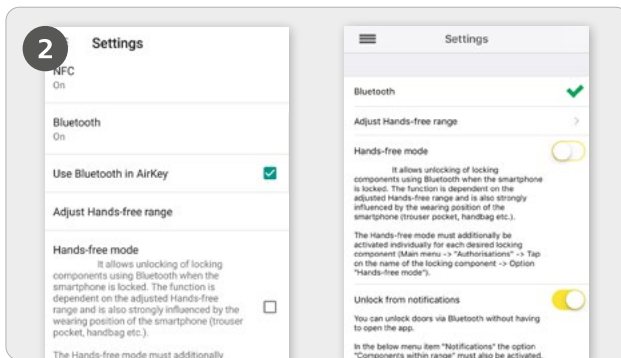 2
Settings
NFC
On
Bluetooth
On
Use Bluetooth in AirKey
Adjust Hands-free range
Hands-free mode
It allows unlocking of locking
components using Bluetooth when the
smartphone is locked. The function is
dependent on the adjusted Hands-free
range and is also strongly influenced by the
wearing position of the smartphone (trouser
pocket, handbag etc.).
The Hands-free mode must additionally
Settings
Bluetooth
Adjust Hands-free range
Hands-free mode
It allows unlocking of locking
components using Bluetooth when the smartphone
is locked. The function is dependent on the
adjusted Hands-free range and is also strongly
influenced by the wearing position of the
smartphone (trouser pocket, handbag etc.).
The Hands-free mode must additionally be
activated individually for each desired locking
component (Main menu -> "Authorisations" -> Tap
on the name of the locking component -> Option
"Hands-free mode").
Unlock from notifications
You can unlock doors via Bluetooth without having
to open the app.
In the below menu item "Notifications" the option
"Components within range" must also be activated.